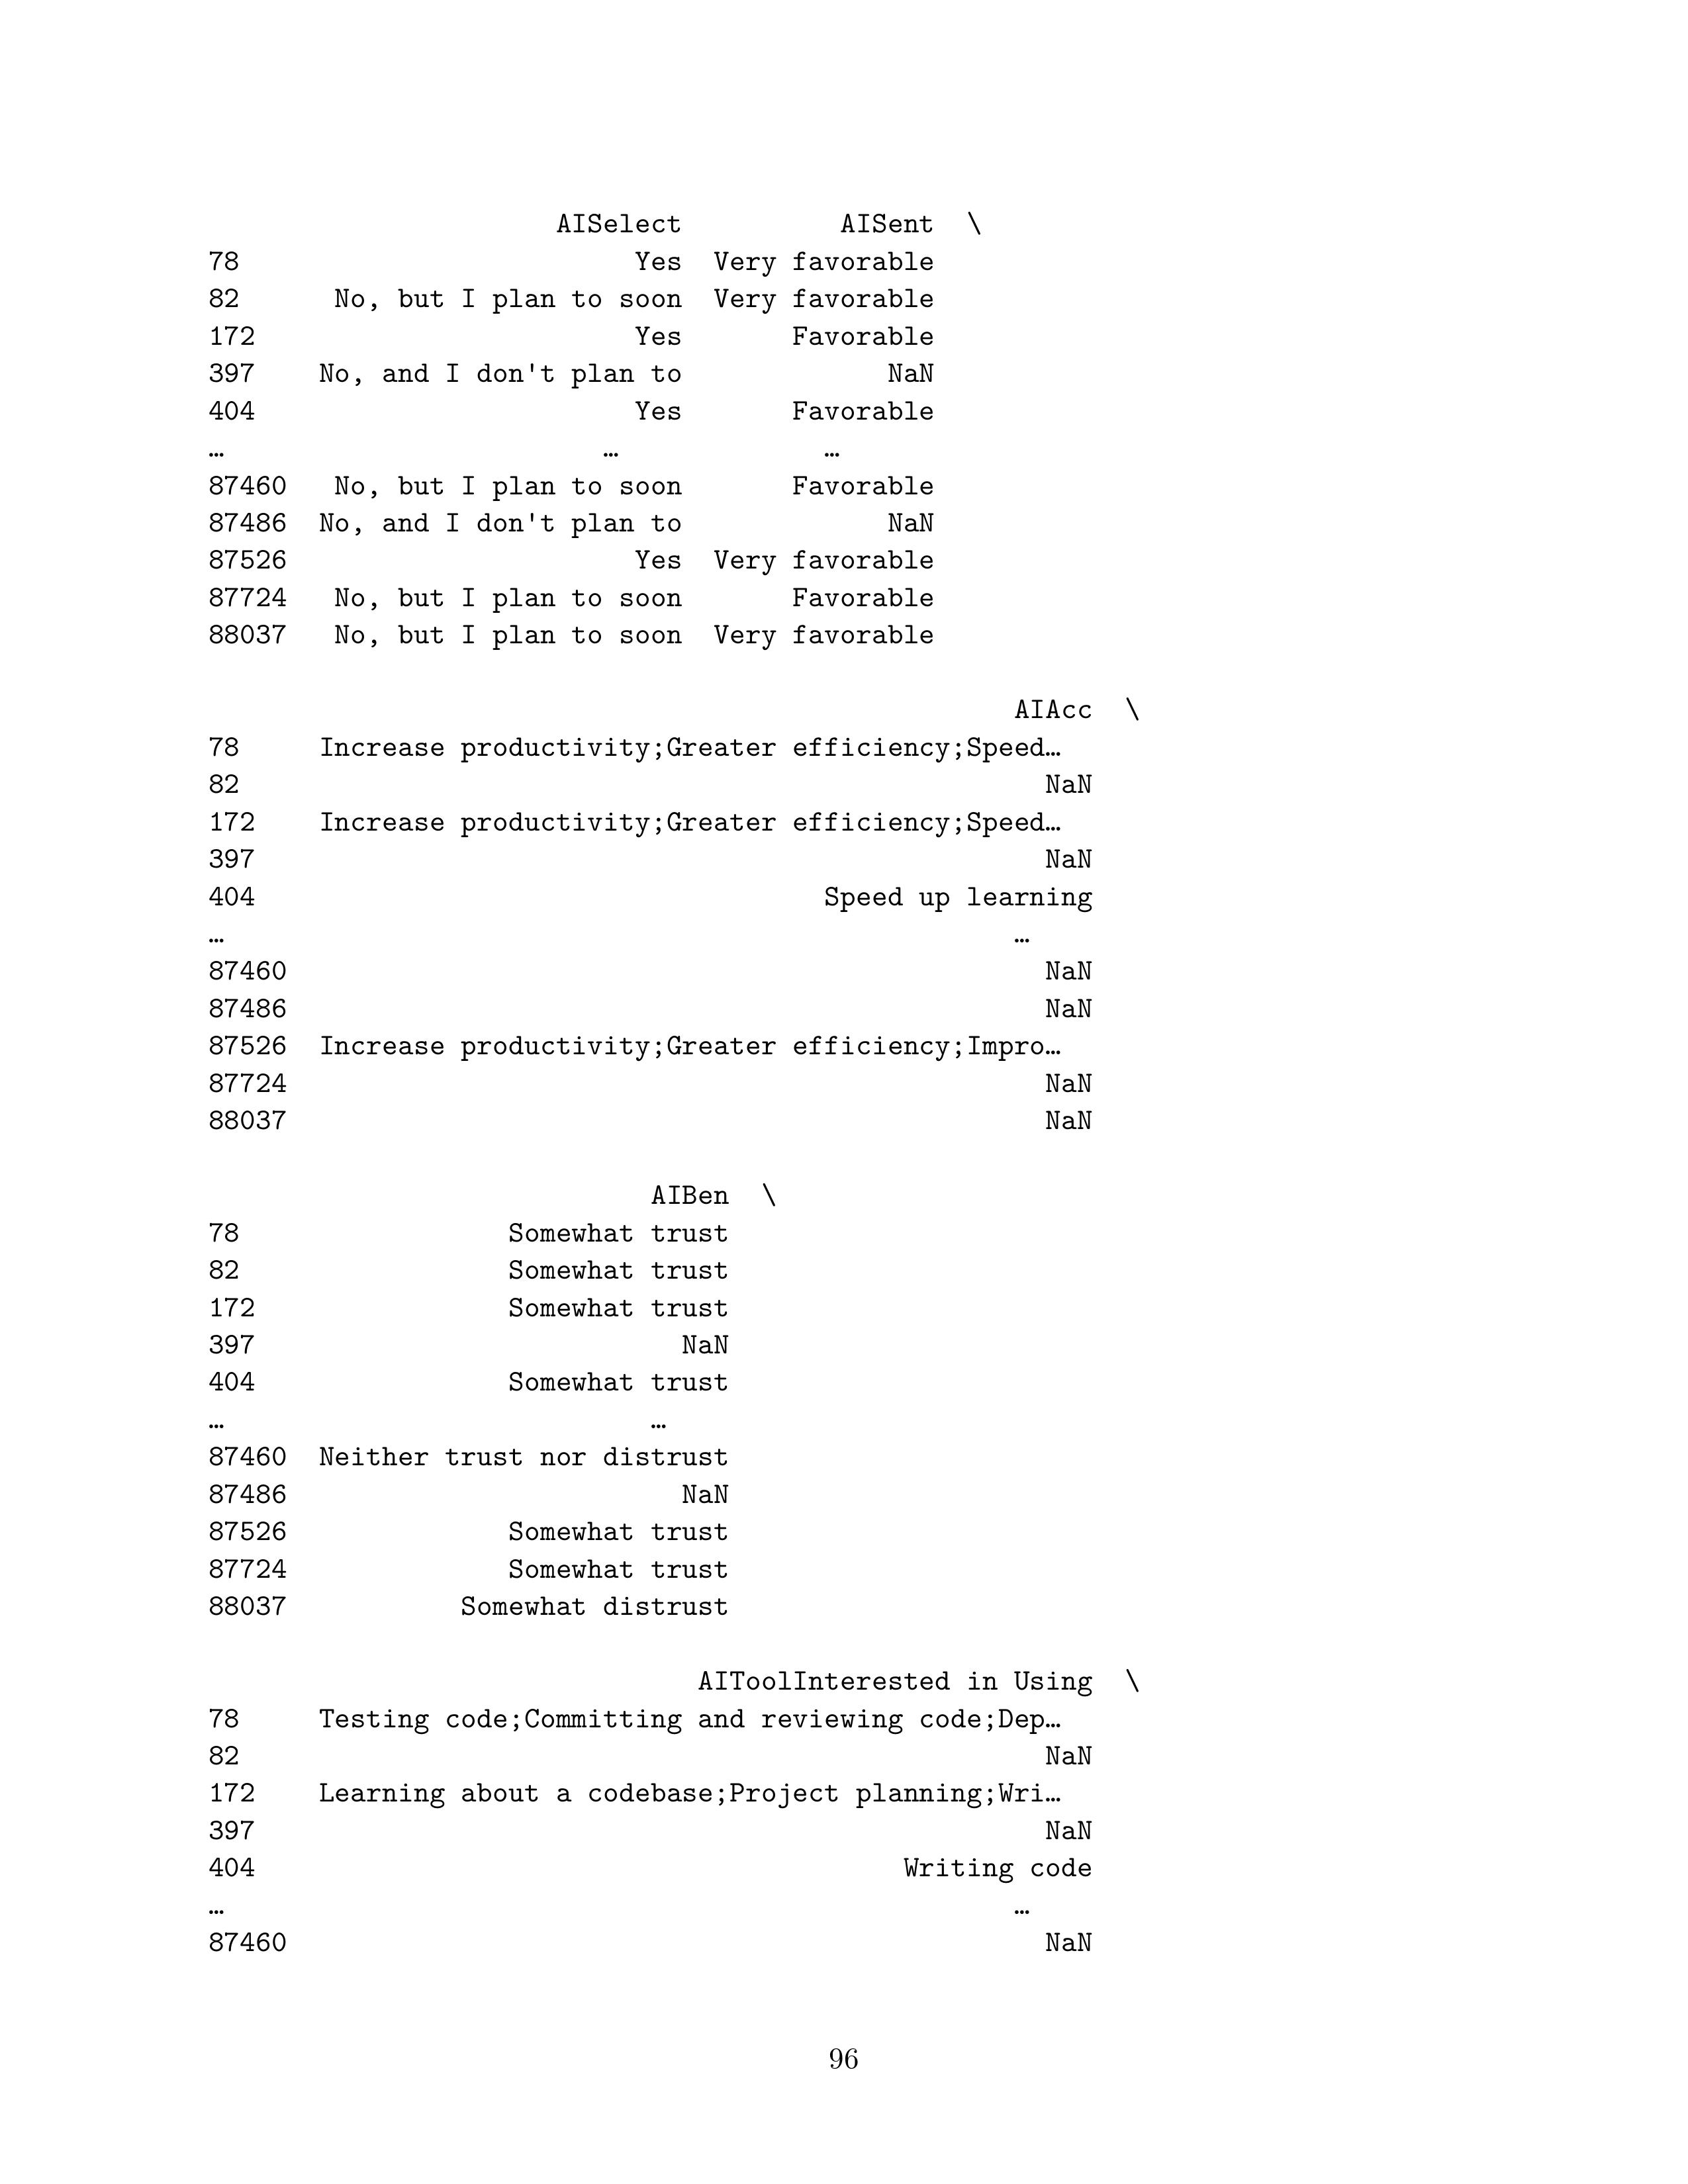 AISelect          AISent  \
78                         Yes  Very favorable
82      No, but I plan to soon  Very favorable
172                        Yes       Favorable
397    No, and I don't plan to             NaN
404                        Yes       Favorable
…                        …             …
87460   No, but I plan to soon       Favorable
87486  No, and I don't plan to             NaN
87526                      Yes  Very favorable
87724   No, but I plan to soon       Favorable
88037   No, but I plan to soon  Very favorable

                                            AIAcc  \
78     Increase productivity;Greater efficiency;Speed…
82                                             NaN
172    Increase productivity;Greater efficiency;Speed…
397                                            NaN
404                              Speed up learning
…                                                  …
87460                                          NaN
87486                                          NaN
87526  Increase productivity;Greater efficiency;Impro…
87724                                          NaN
88037                                          NaN

                            AIBen  \
78                 Somewhat trust
82                 Somewhat trust
172                Somewhat trust
397                           NaN
404                Somewhat trust
…                           …
87460  Neither trust nor distrust
87486                         NaN
87526              Somewhat trust
87724              Somewhat trust
88037           Somewhat distrust

                        AIToolInterested in Using  \
78     Testing code;Committing and reviewing code;Dep…
82                                             NaN
172    Learning about a codebase;Project planning;Wri…
397                                            NaN
404                                   Writing code
…                                                  …
87460                                          NaN

96